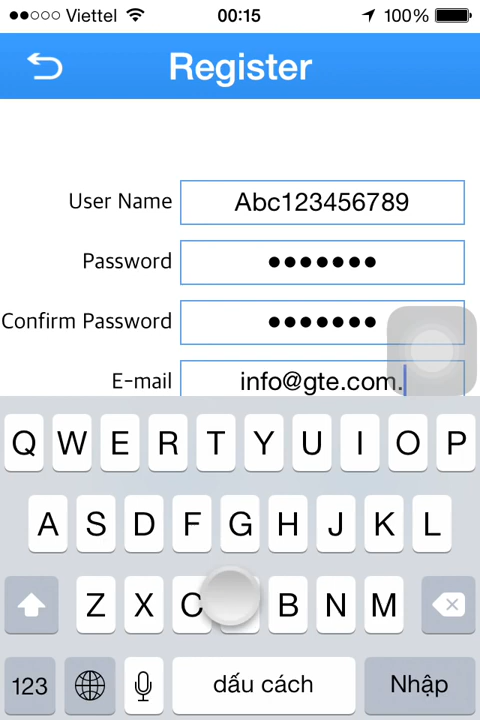 Viettel 00:15 100%
Register
User Name Abc123456789
Password •••••••
Confirm Password •••••••
E-mail info@gte.com.
Q W E R T Y U I O P
A S D F G H J K L
Z X C B N M
123 dấu cách Nhập